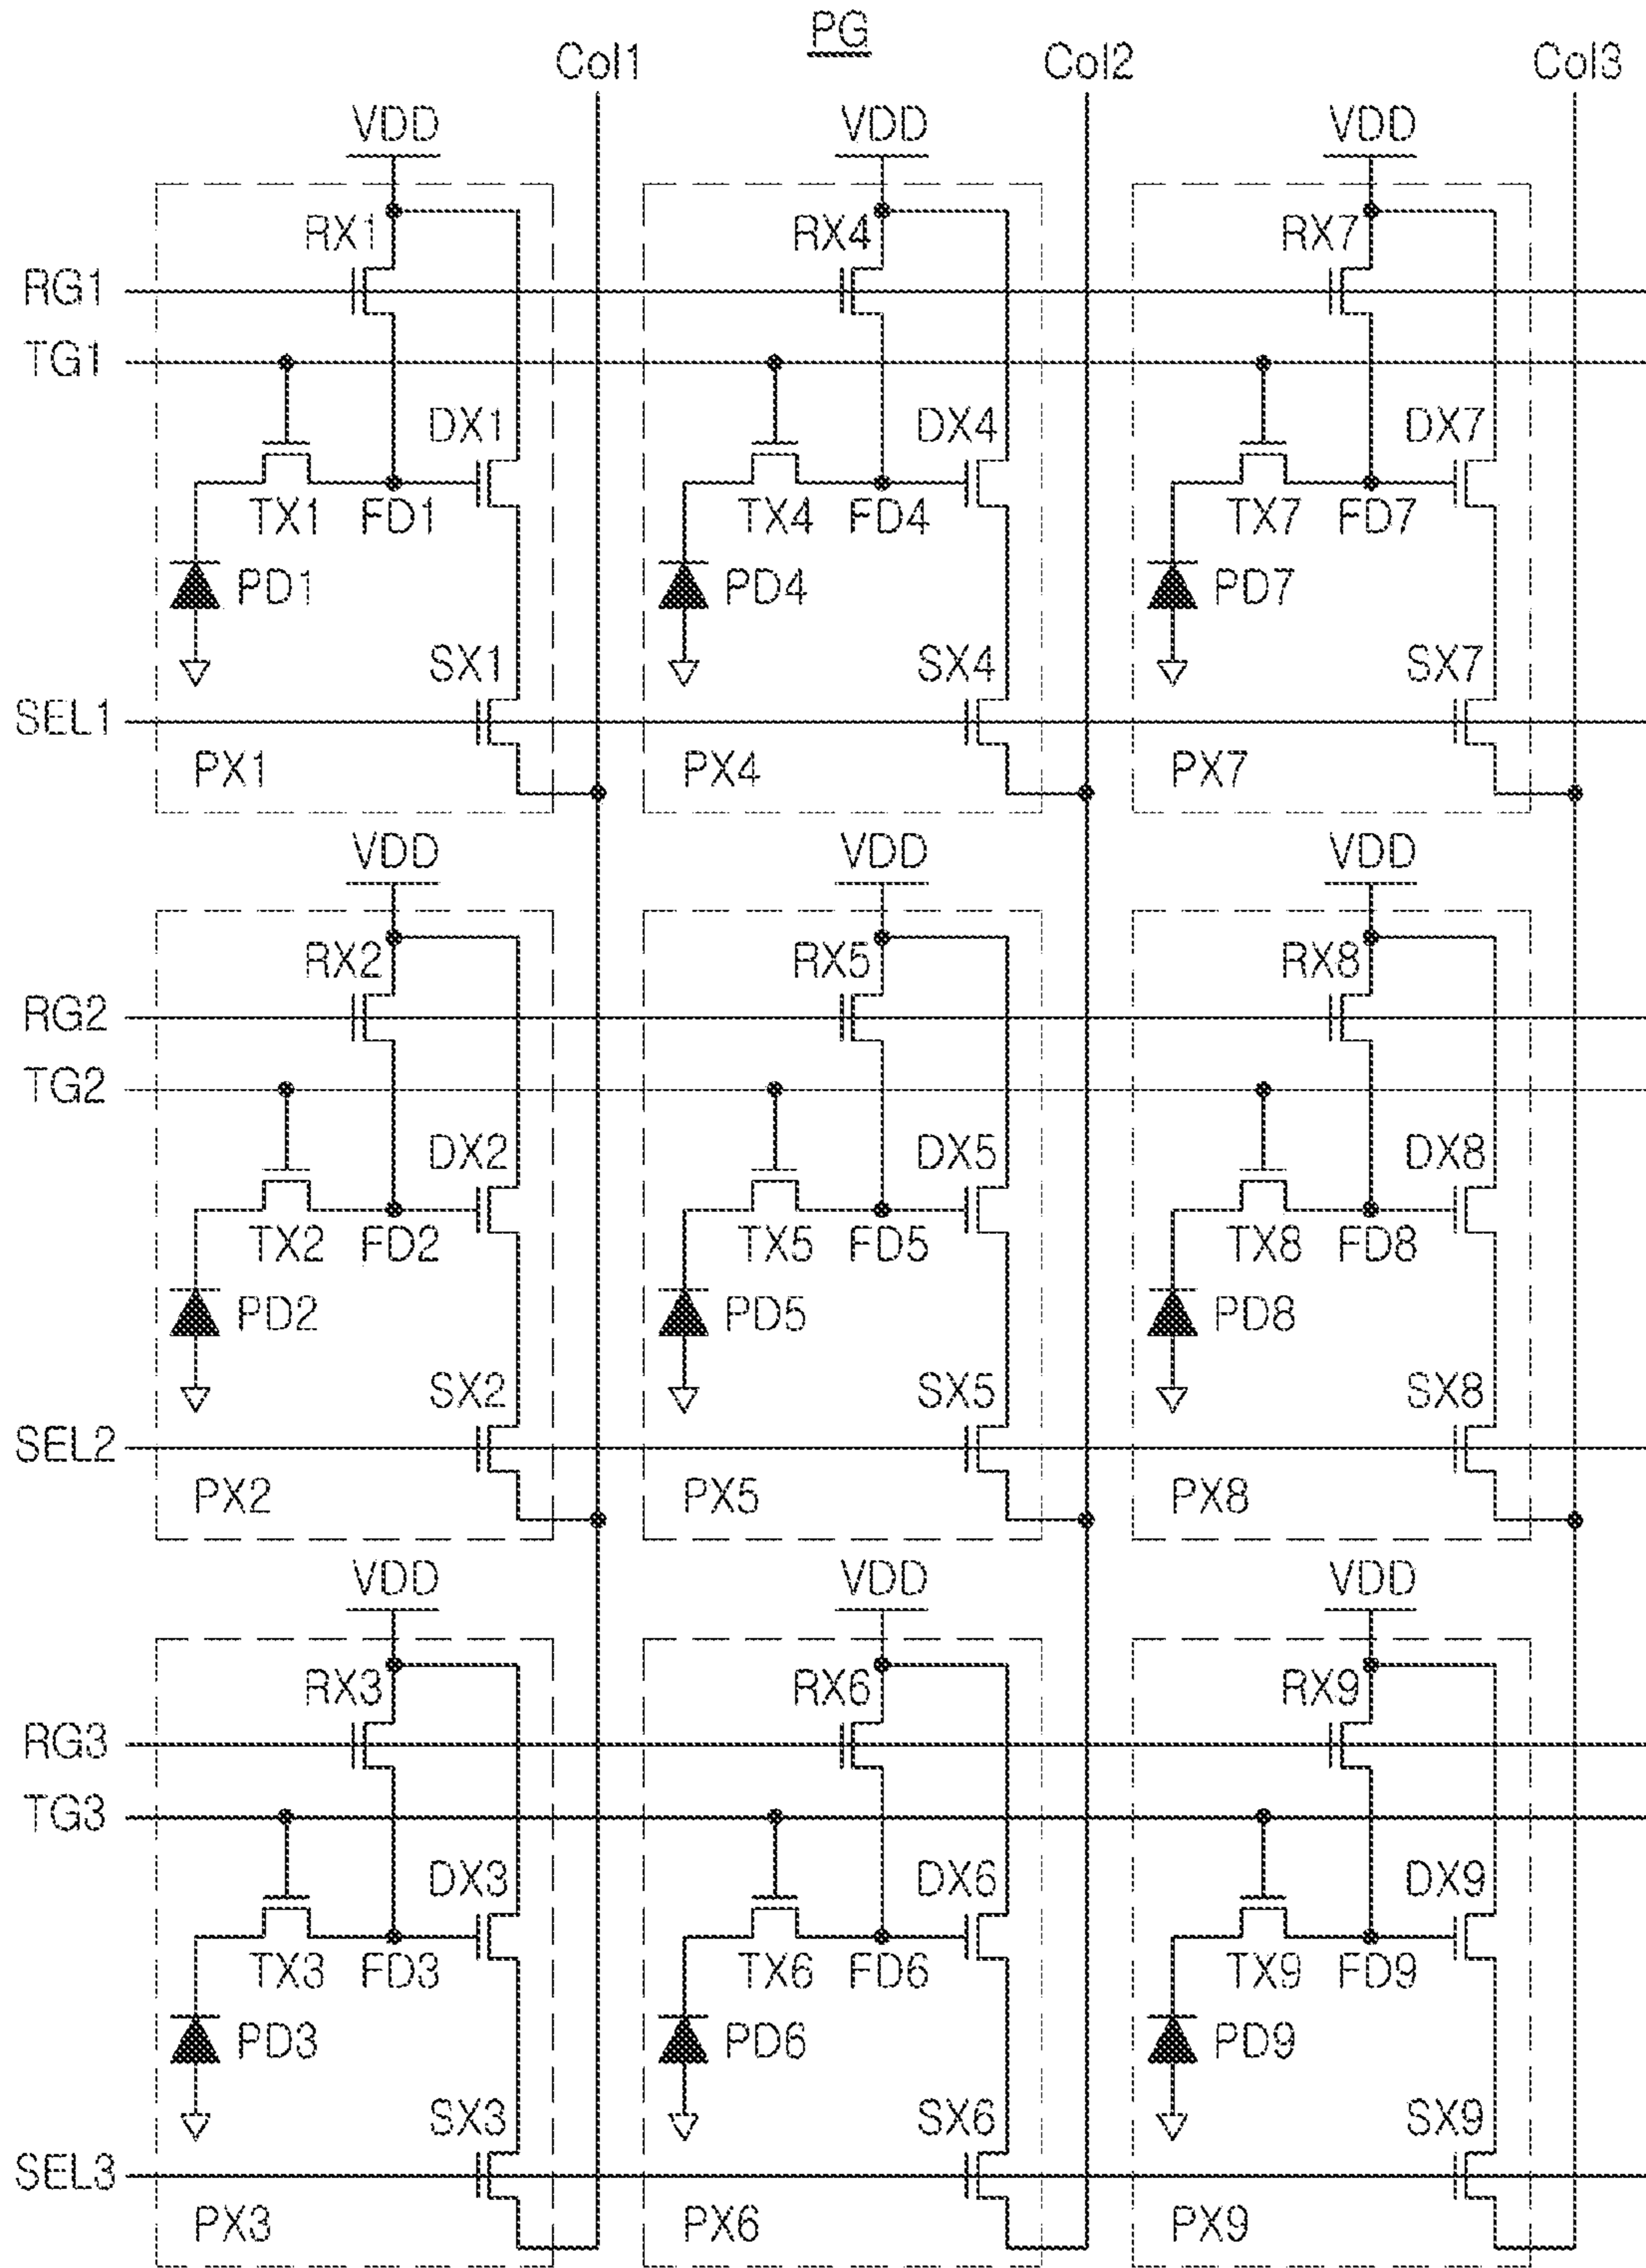 PG
Col1 Col2 Col3
VDD VDD VDD
RX1 RX4 RX7
RG1
TG1
DX1 DX4 DX7
TX1 FD1 TX4 FD4 TX7 FD7
PD1 PD4 PD7
SX1 SX4 SX7
SEL1
PX1 PX4 PX7
VDD VDD VDD
RX2 RX5 RX8
RG2
TG2
DX2 DX5 DX8
TX2 FD2 TX5 FD5 TX8 FD8
PD2 PD5 PD8
SX2 SX5 SX8
SEL2
PX2 PX5 PX8
VDD VDD VDD
RX3 RX6 RX9
RG3
TG3
DX3 DX6 DX9
TX3 FD3 TX6 FD6 TX9 FD9
PD3 PD6 PD9
SX3 SX6 SX9
SEL3
PX3 PX6 PX9